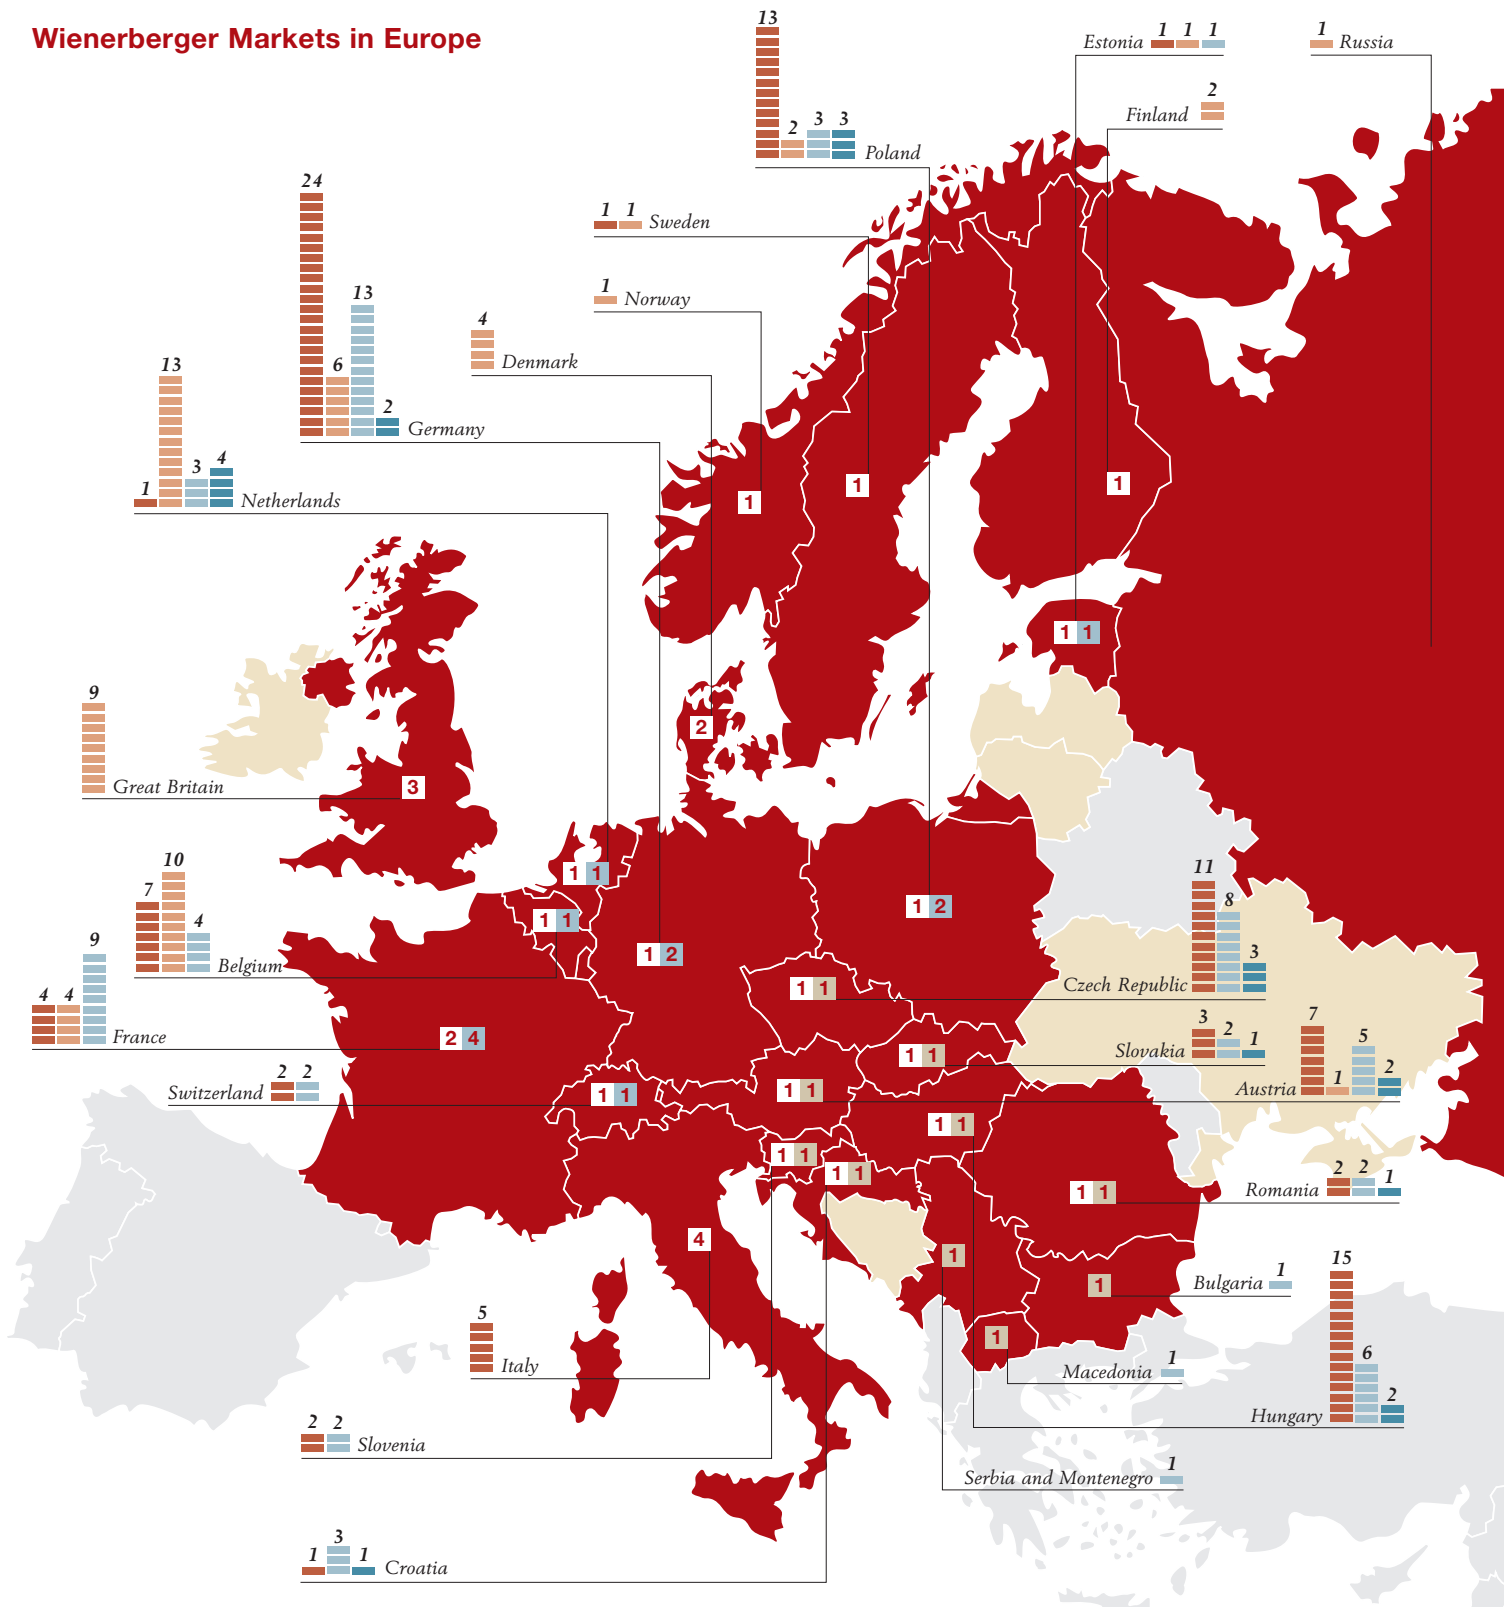 Wienerberger Markets in Europe
13
2 3 3
Poland
Estonia 1 1 1
1 Russia
Finland 2
24
6 13 2
Germany
1 1 Sweden
1 Norway
4
Denmark
13
1 3 4
Netherlands
1
1
1
1 1
9
Great Britain
3
2
1 1
1 2
1 1
1 2
7 10 4
Belgium
4 4 9
France
2 4
Switzerland 2 2
1 1
1 1
11 8 3
Czech Republic
1 1
3 2 1
Slovakia
1 1
7 1 5 2
Austria
1 1
1 1
1 1
1 1
2 2 1
Romania
4
1
1
Bulgaria 1
1
Macedonia 1
15 6 2
Hungary
5
Italy
2 2
Slovenia
Serbia and Montenegro 1
1 3 1
Croatia